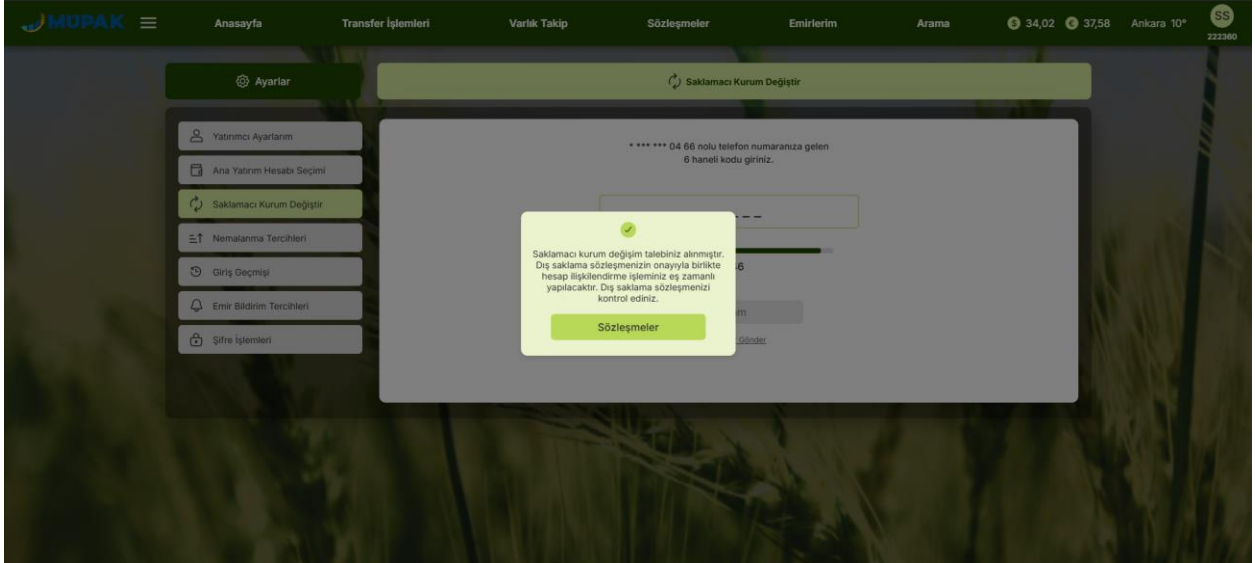 MUPAK
Anasayfa
Transfer İşlemleri
Varlık Takip
Sözleşmeler
Emirlerim
Arama
$ 34,02 € 37,58
Ankara 10°
SS
222360
Ayarlar
Saklamacı Kurum Değiştir
Yatırımcı Ayarlarım
Ana Yatırım Hesabı Seçimi
Saklamacı Kurum Değiştir
Nemalanma Tercihleri
Giriş Geçmişi
Emir Bildirim Tercihleri
Şifre İşlemleri
* *** *** 04 66 nolu telefon numaranıza gelen
6 haneli kodu giriniz.
Saklamacı kurum değişim talebiniz alınmıştır.
Dış saklama sözleşmenizin onayıyla birlikte
hesap ilişkilendirme işleminiz eş zamanlı
yapılacaktır. Dış saklama sözleşmenizi
kontrol ediniz.
Sözleşmeler
Gönder